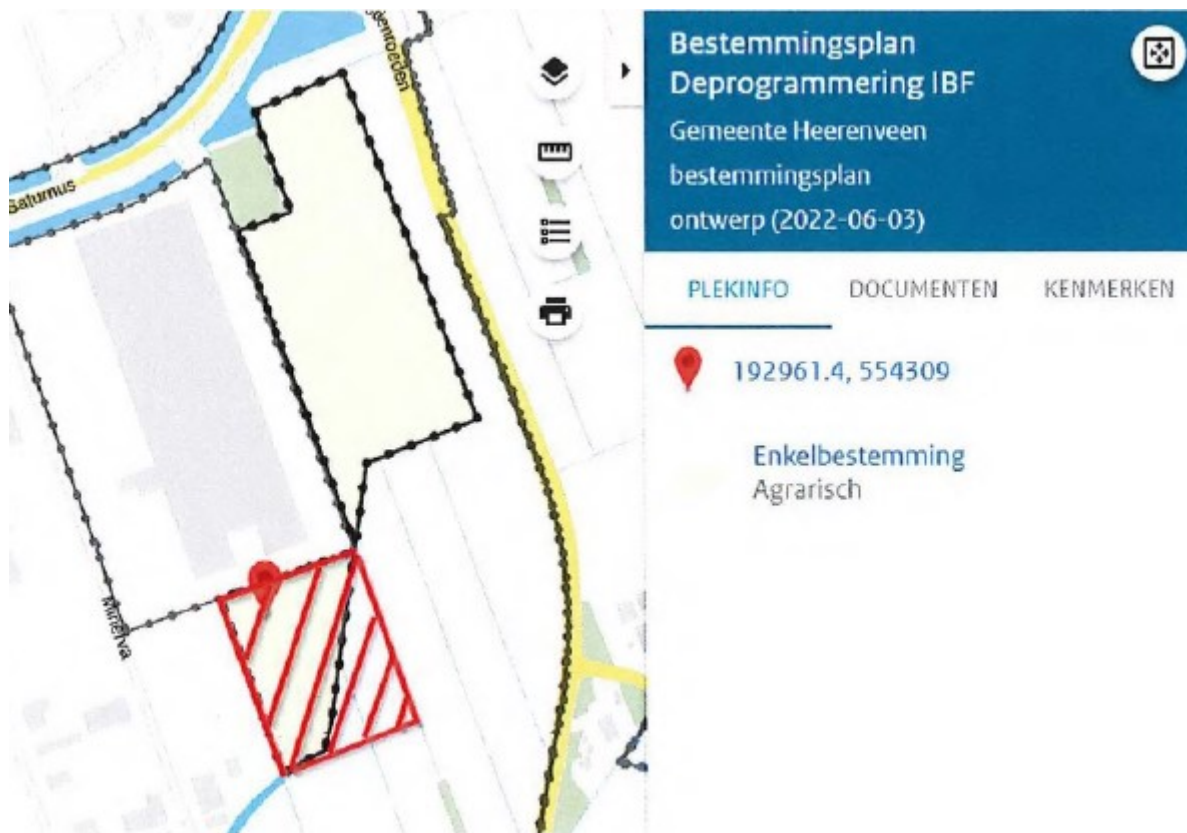 Saturnus
Minerva
Bestemmingsplan
Deprogrammering IBF
Gemeente Heerenveen
bestemmingsplan
ontwerp (2022-06-03)
PLEKINFO DOCUMENTEN KENMERKEN
192961.4, 554309
Enkelbestemming
Agrarisch